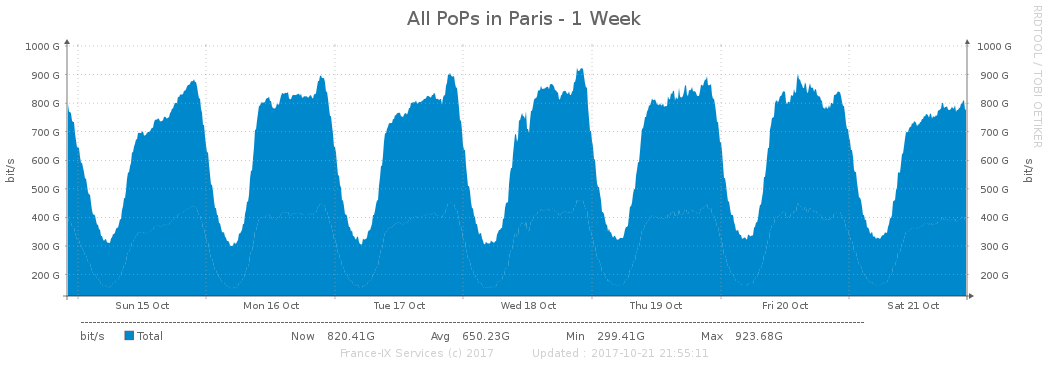 All PoPs in Paris - 1 Week
RRDTOOL / TOBI OETIKER
1000 G 1000 G
900 G 900 G
800 G 800 G
700 G 700 G
600 G 600 G
500 G 500 G
400 G 400 G
300 G 300 G
200 G 200 G
bit/s bit/s
Sun 15 Oct Mon 16 Oct Tue 17 Oct Wed 18 Oct Thu 19 Oct Fri 20 Oct Sat 21 Oct
bit/s Total Now 820.41G Avg 650.23G Min 299.41G Max 923.68G
France-IX Services (c) 2017 Updated : 2017-10-21 21:55:11